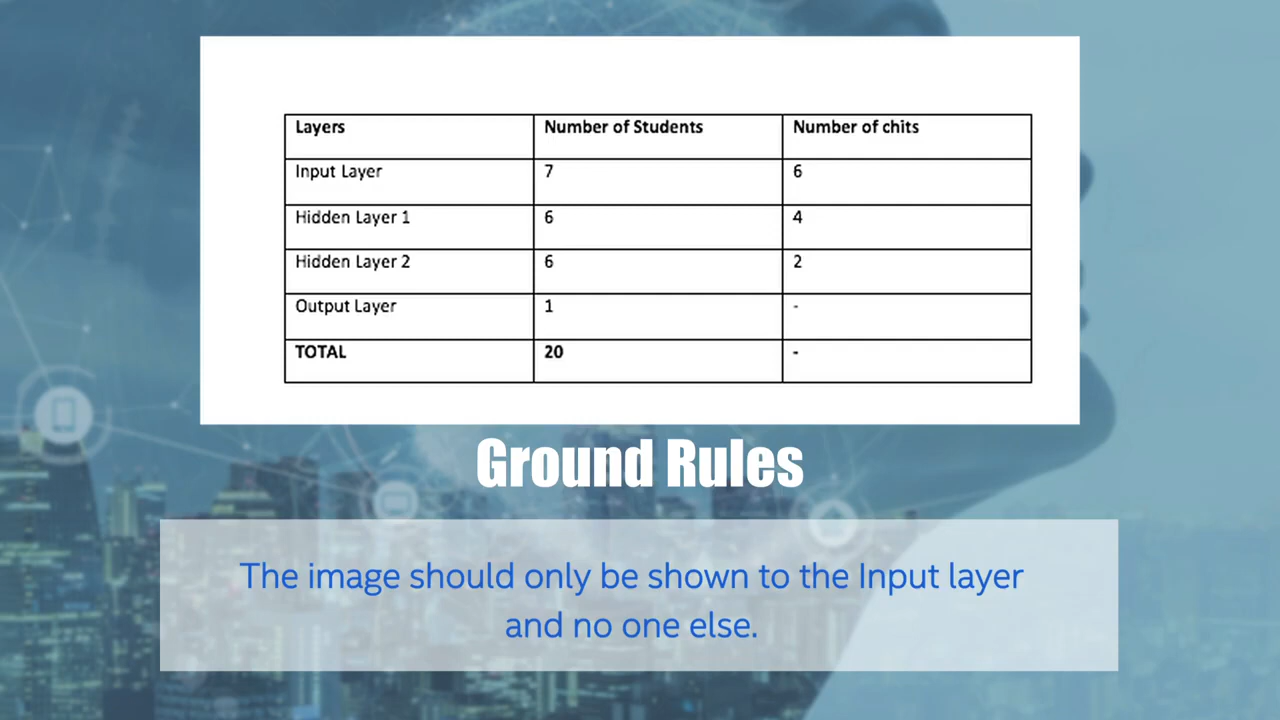 Layers Number of Students Number of chits
Input Layer 7 6
Hidden Layer 1 6 4
Hidden Layer 2 6 2
Output Layer 1 -
TOTAL 20 -
Ground Rules
The image should only be shown to the Input layer
and no one else.